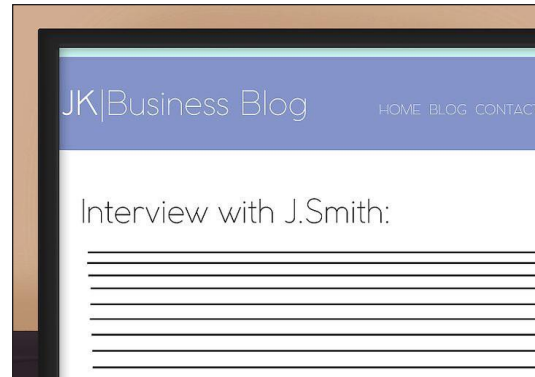 JK|Business Blog
HOME BLOG CONTACT
Interview with J.Smith: